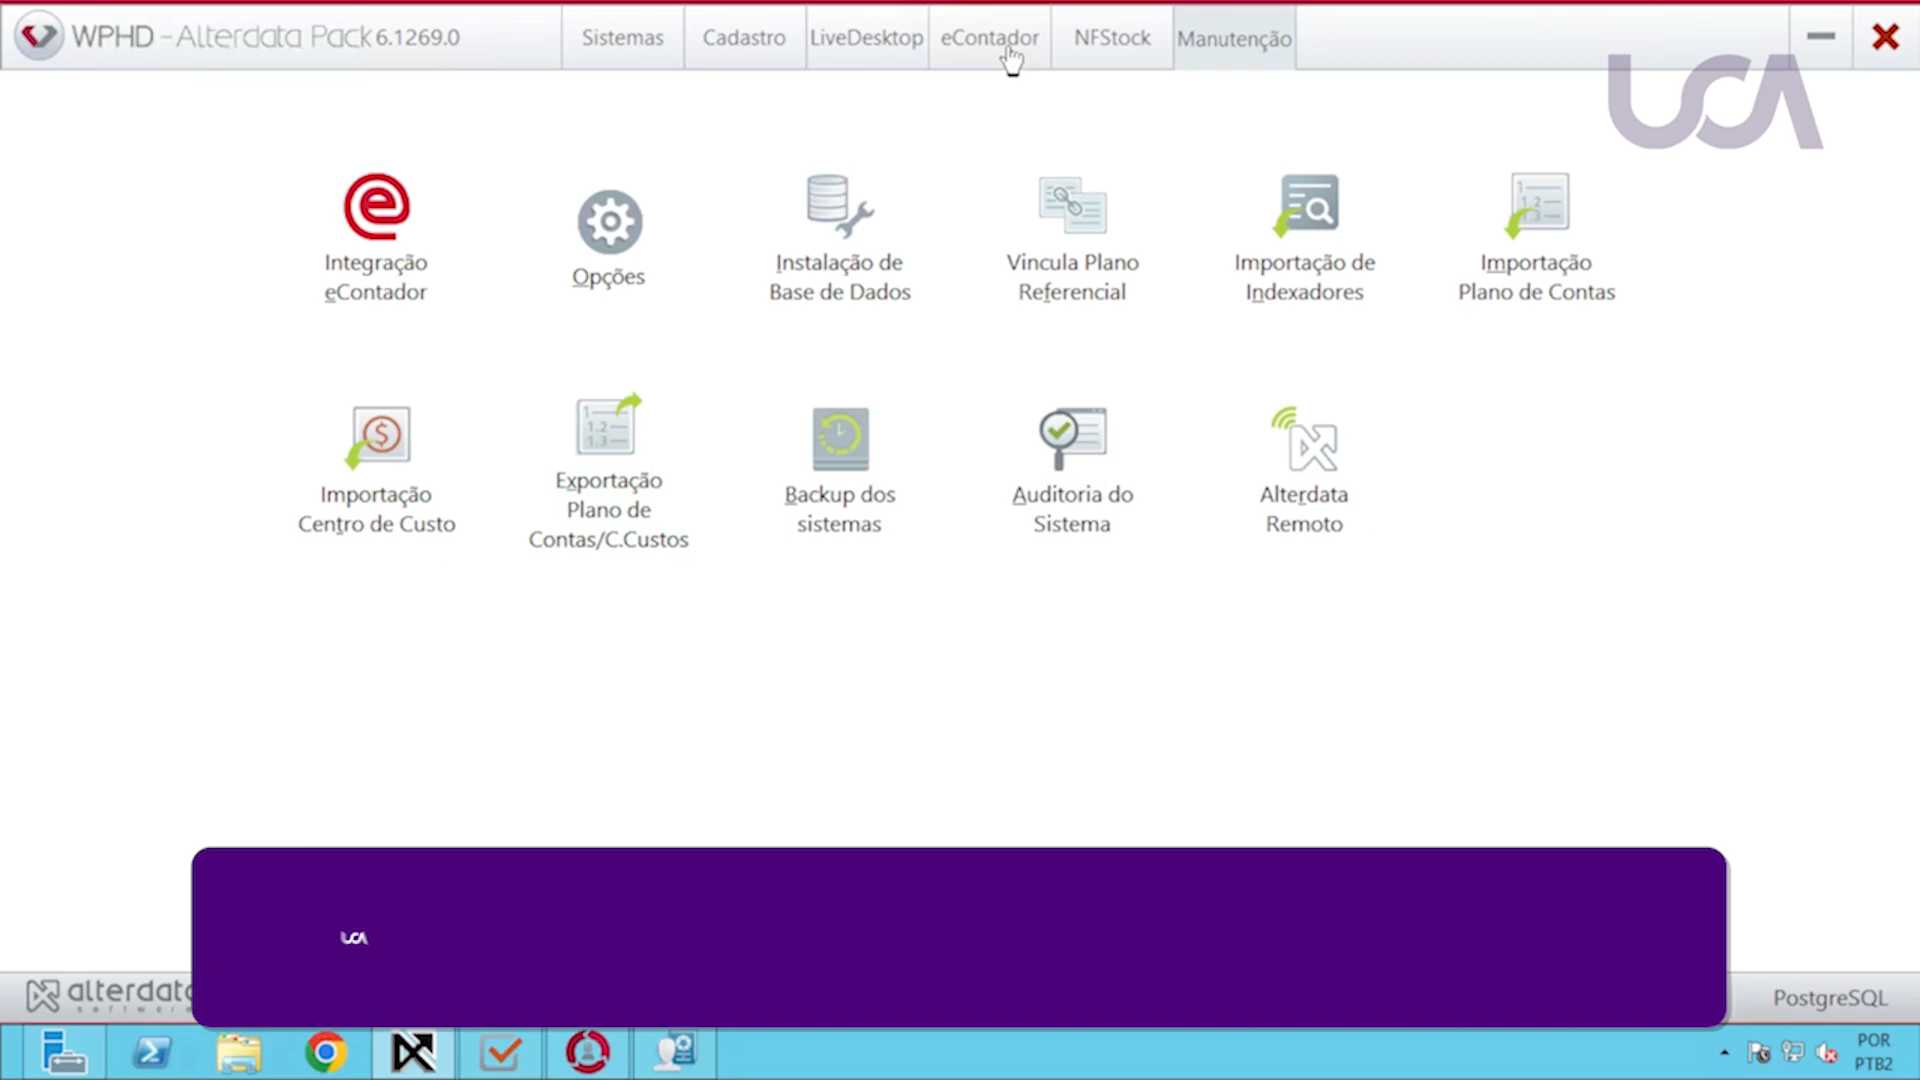 WPHD - Alterdata Pack 6.1269.0
Sistemas
Cadastro
LiveDesktop
eContador
NFStock
Manutenção
UCA
Integração
eContador
Opções
Instalação de
Base de Dados
Vincula Plano
Referencial
Importação de
Indexadores
Importação
Plano de Contas
Importação
Centro de Custo
Exportação
Plano de
Contas/C.Custos
Backup dos
sistemas
Auditoria do
Sistema
Alterdata
Remoto
UCA
alterdata
software
PostgreSQL
POR
PTB2